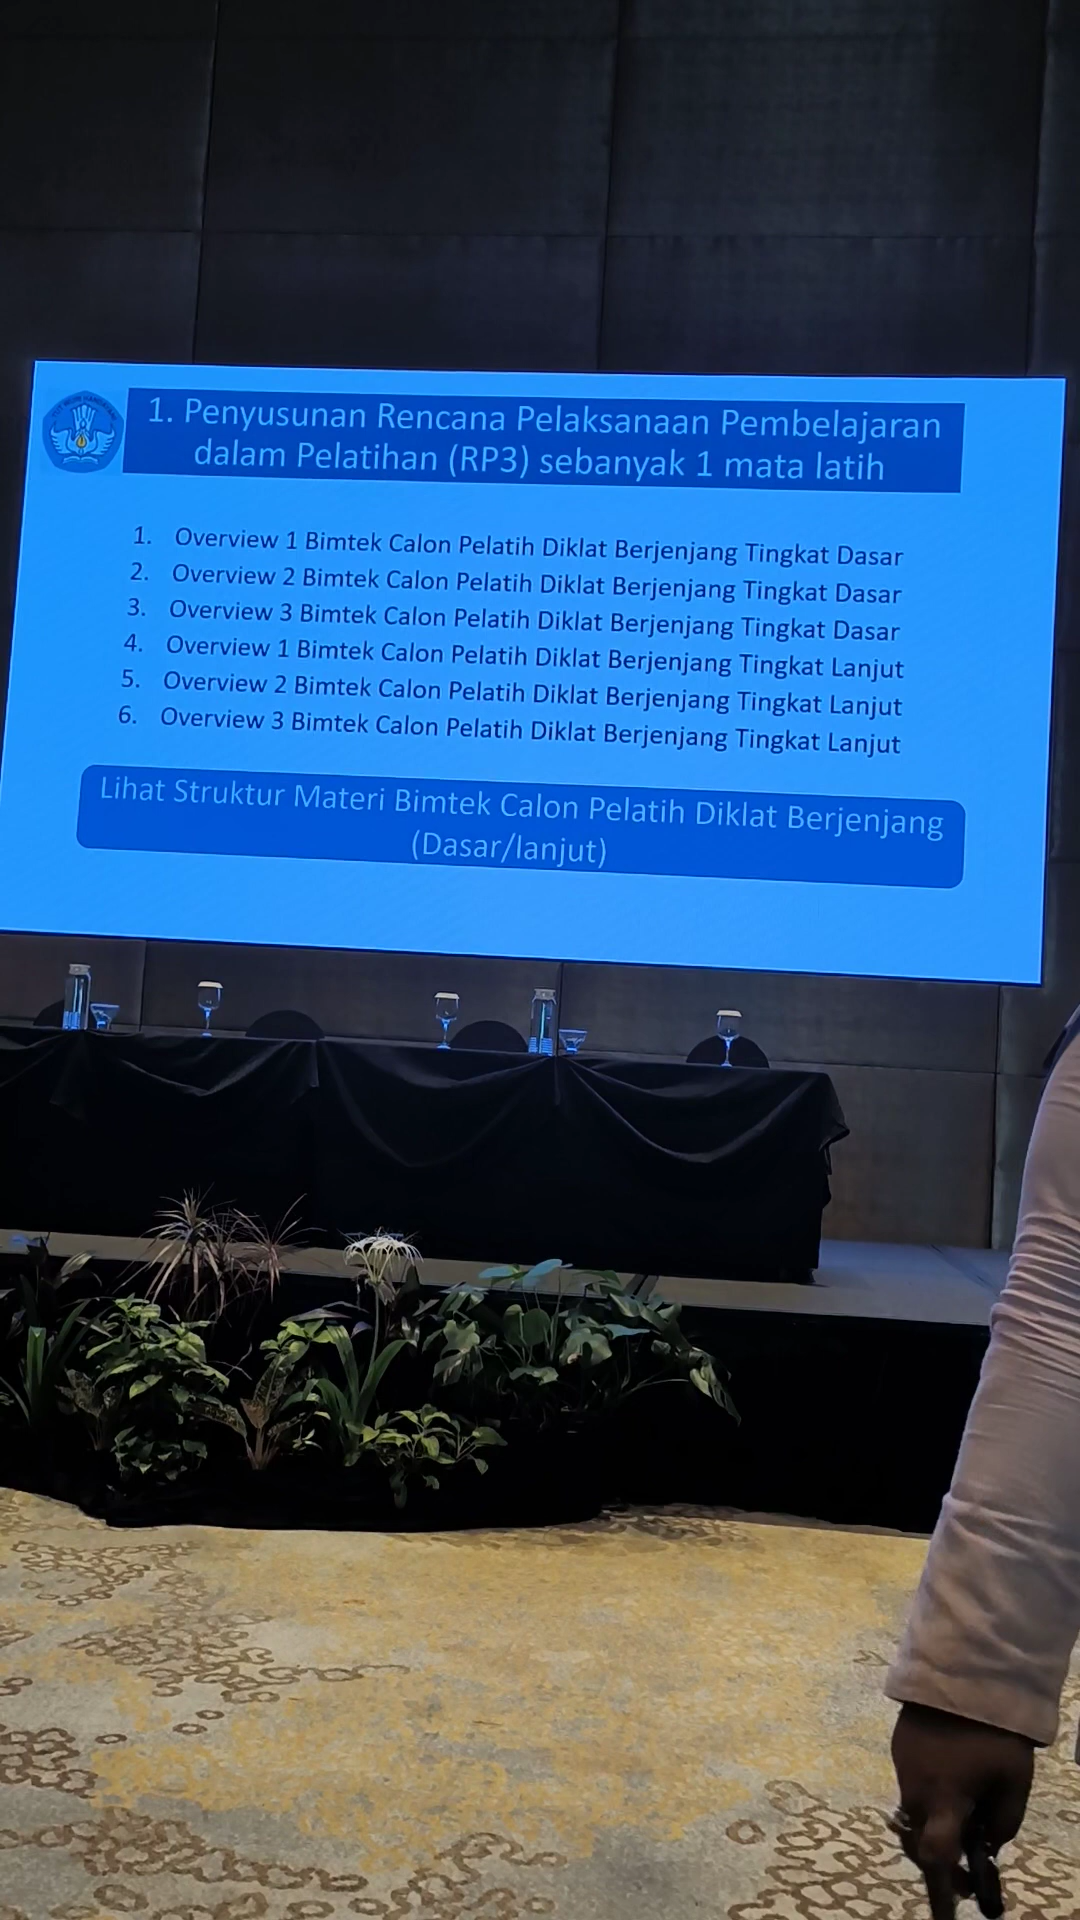 TUT WURI HANDAYANI
1. Penyusunan Rencana Pelaksanaan Pembelajaran
dalam Pelatihan (RP3) sebanyak 1 mata latih
1. Overview 1 Bimtek Calon Pelatih Diklat Berjenjang Tingkat Dasar
2. Overview 2 Bimtek Calon Pelatih Diklat Berjenjang Tingkat Dasar
3. Overview 3 Bimtek Calon Pelatih Diklat Berjenjang Tingkat Dasar
4. Overview 1 Bimtek Calon Pelatih Diklat Berjenjang Tingkat Lanjut
5. Overview 2 Bimtek Calon Pelatih Diklat Berjenjang Tingkat Lanjut
6. Overview 3 Bimtek Calon Pelatih Diklat Berjenjang Tingkat Lanjut
Lihat Struktur Materi Bimtek Calon Pelatih Diklat Berjenjang
(Dasar/lanjut)